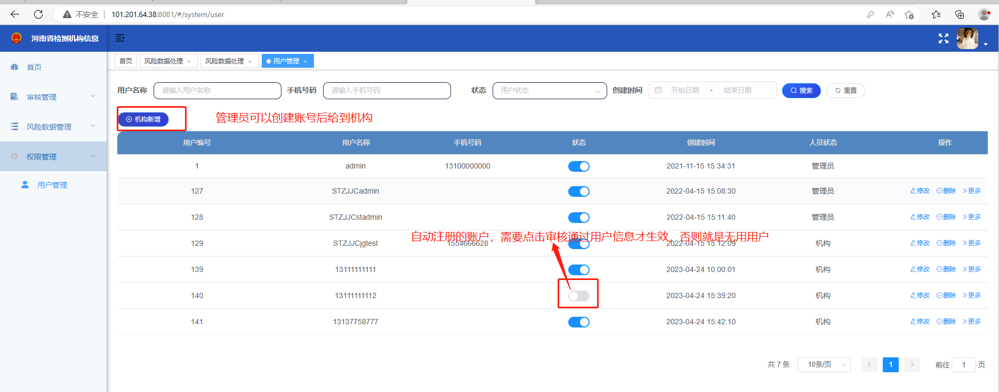 不安全 101.201.64.38:8081/#/system/user
河南省检测机构信息
首页
审核管理
风险数据管理
权限管理
用户管理
首页 风险数据处理 × 风险数据处理 × 用户管理 ×
用户名称 请输入用户名称 手机号码 请输入手机号码 状态 用户状态 创建时间 开始日期 - 结束日期 搜索 重置
机构新增 管理员可以创建账号后给到机构
用户编号 用户名称 手机号码 状态 创建时间 人员状态 操作
1 admin 13100000000 2021-11-15 15:34:31 管理员
127 STZJJCadmin 2022-04-15 15:08:30 管理员 修改 删除 更多
128 STZJJCstadmin 2022-04-15 15:11:40 管理员 修改 删除 更多
自动注册的账户，需要点击审核通过用户信息才生效，否则就是无用用户
129 STZJJCjgtest 1554666628 2022-04-15 15:12:09 机构 修改 删除 更多
139 13111111111 2023-04-24 10:00:01 机构 修改 删除 更多
140 13111111112 2023-04-24 15:39:20 机构 修改 删除 更多
141 13137758777 2023-04-24 15:42:10 机构 修改 删除 更多
共 7 条 10条/页 1 前往 1 页